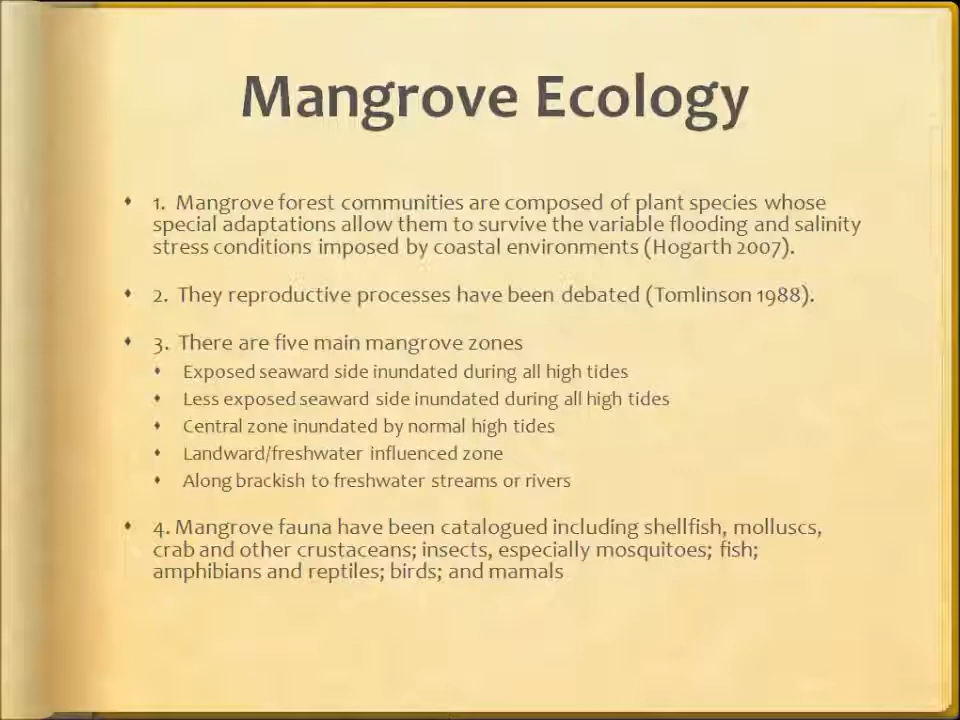 Mangrove Ecology
1. Mangrove forest communities are composed of plant species whose
special adaptations allow them to survive the variable flooding and salinity
stress conditions imposed by coastal environments (Hogarth 2007).
2. They reproductive processes have been debated (Tomlinson 1988).
3. There are five main mangrove zones
Exposed seaward side inundated during all high tides
Less exposed seaward side inundated during all high tides
Central zone inundated by normal high tides
Landward/freshwater influenced zone
Along brackish to freshwater streams or rivers
4. Mangrove fauna have been catalogued including shellfish, molluscs,
crab and other crustaceans; insects, especially mosquitoes; fish;
amphibians and reptiles; birds; and mamals